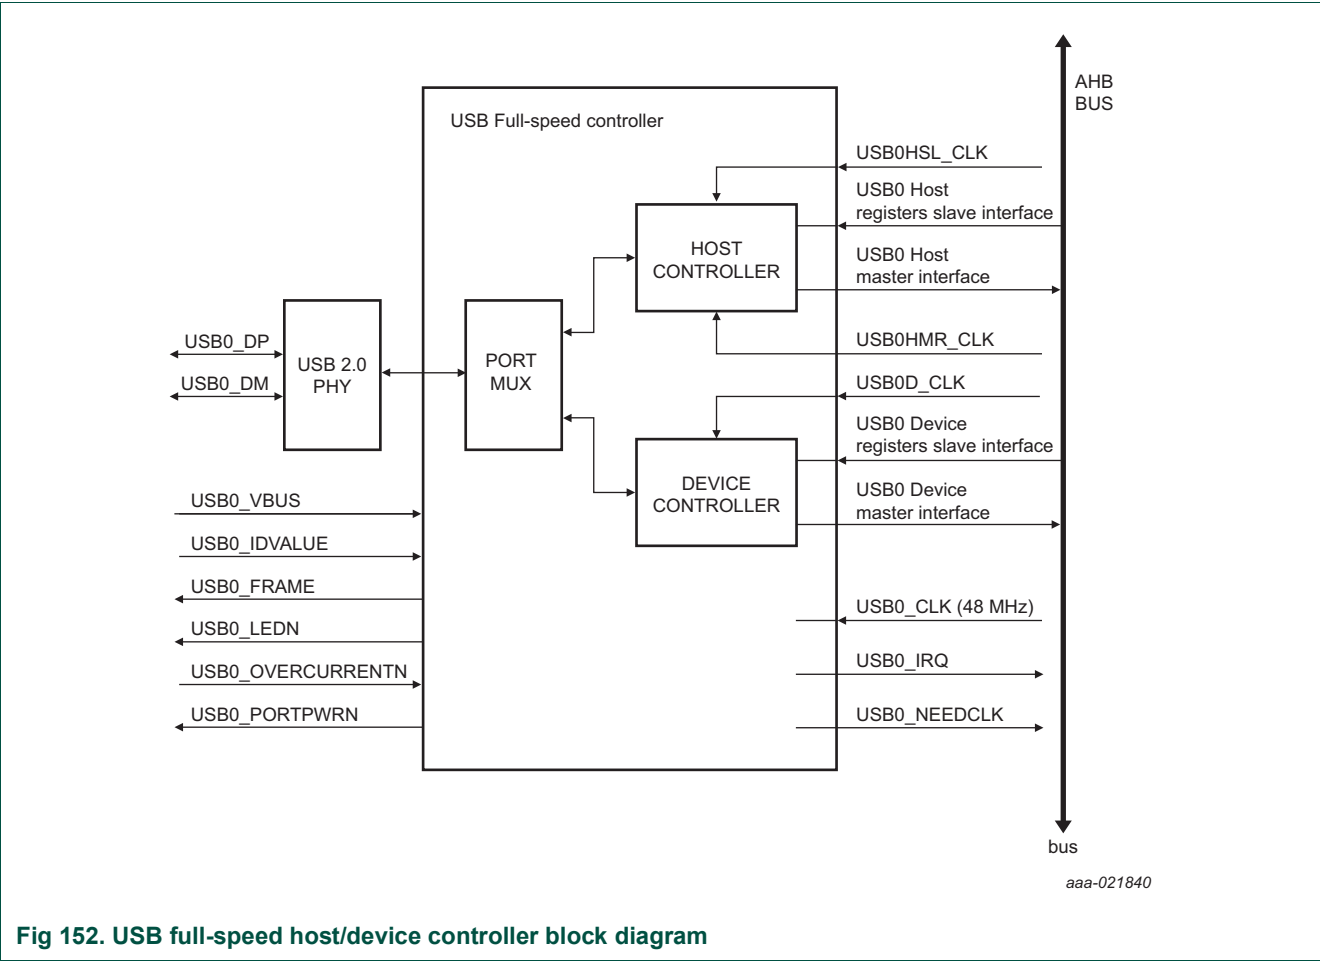 AHB
BUS
USB Full-speed controller
USB0HSL_CLK
USB0 Host
registers slave interface
HOST
CONTROLLER
USB0 Host
master interface
USB0_DP
USB0_DM
USB 2.0
PHY
PORT
MUX
USB0HMR_CLK
USB0D_CLK
USB0 Device
registers slave interface
DEVICE
CONTROLLER
USB0 Device
master interface
USB0_VBUS
USB0_IDVALUE
USB0_FRAME
USB0_LEDN
USB0_OVERCURRENTN
USB0_PORTPWRN
USB0_CLK (48 MHz)
USB0_IRQ
USB0_NEEDCLK
bus
aaa-021840
Fig 152. USB full-speed host/device controller block diagram